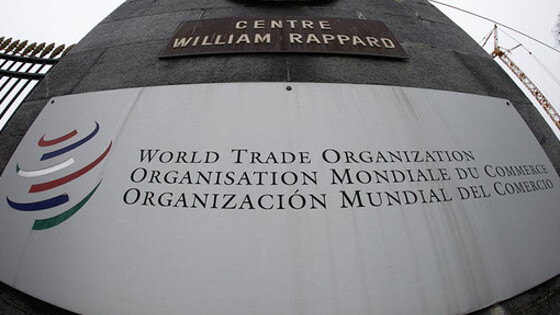 CENTRE
WILLIAM RAPPARD
WORLD TRADE ORGANIZATION
ORGANISATION MONDIALE DU COMMERCE
ORGANIZACIÓN MUNDIAL DEL COMERCIO